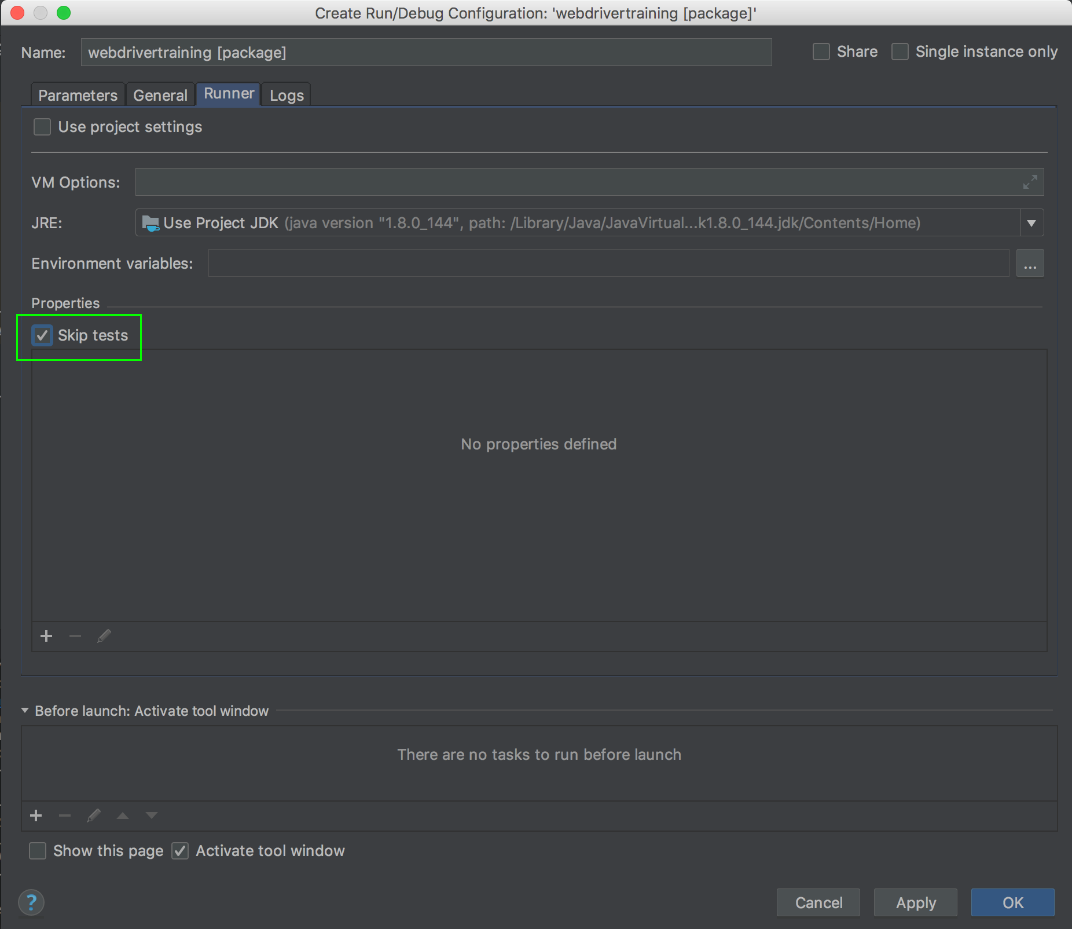 Create Run/Debug Configuration: 'webdrivertraining [package]'
Name: webdrivertraining [package] Share Single instance only
Parameters General Runner Logs
Use project settings
VM Options:
JRE: Use Project JDK (java version "1.8.0_144", path: /Library/Java/JavaVirtual...k1.8.0_144.jdk/Contents/Home)
Environment variables: ...
Properties
Skip tests
No properties defined
Before launch: Activate tool window
There are no tasks to run before launch
Show this page Activate tool window
? Cancel Apply OK